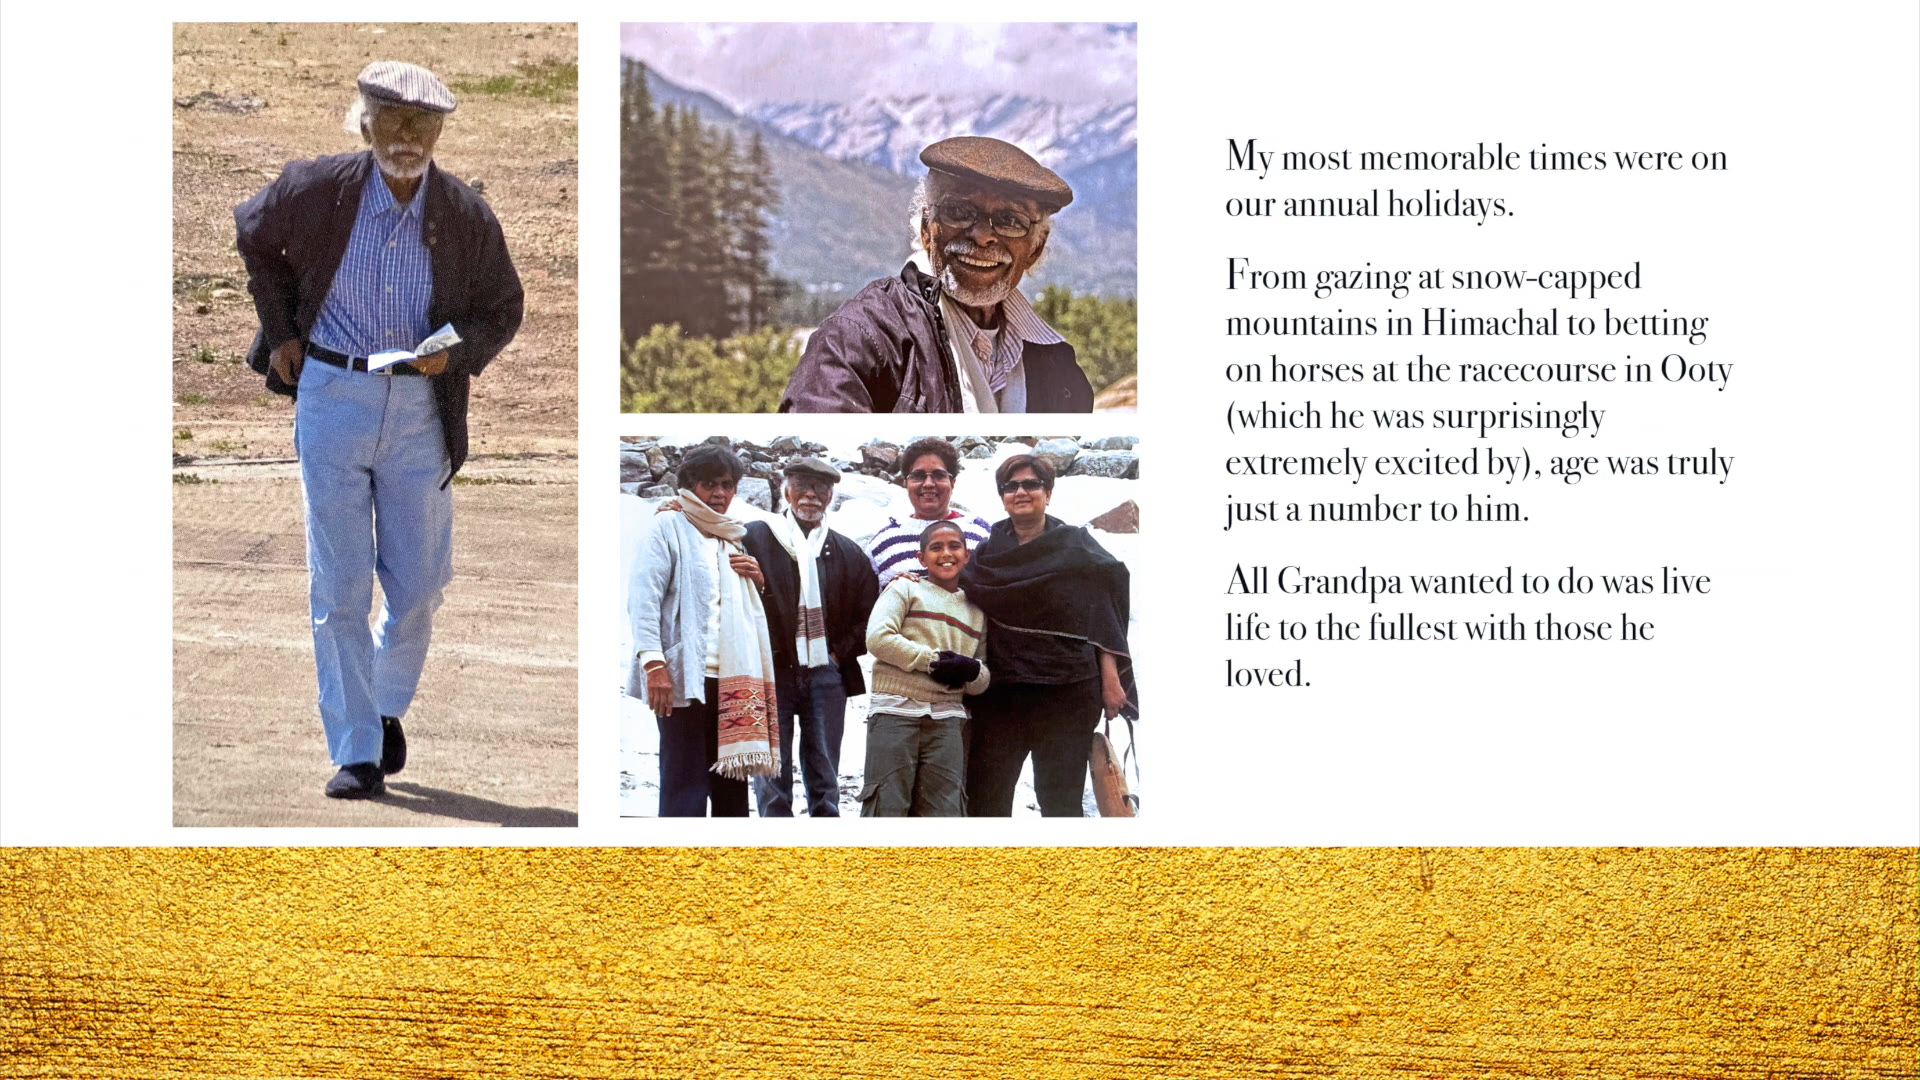 My most memorable times were on
our annual holidays.
From gazing at snow-capped
mountains in Himachal to betting
on horses at the racecourse in Ooty
(which he was surprisingly
extremely excited by), age was truly
just a number to him.
All Grandpa wanted to do was live
life to the fullest with those he
loved.